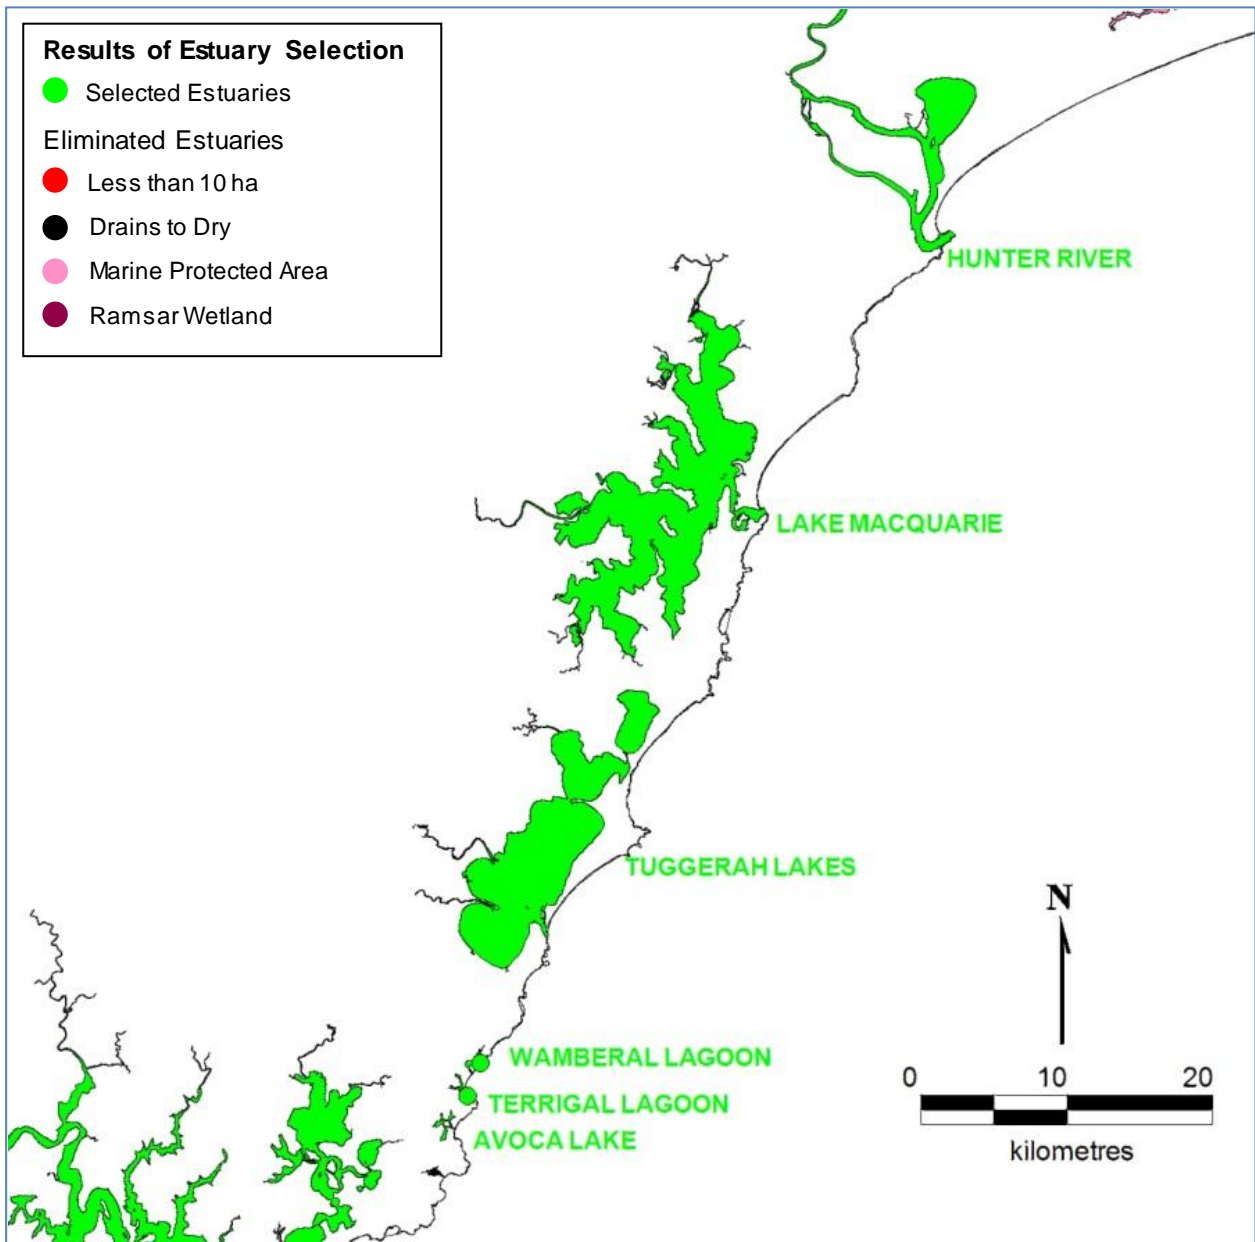 Results of Estuary Selection
Selected Estuaries
Eliminated Estuaries
Less than 10 ha
Drains to Dry
Marine Protected Area
Ramsar Wetland
HUNTER RIVER
LAKE MACQUARIE
TUGGERAH LAKES
N
WAMBERAL LAGOON
TERRIGAL LAGOON
AVOCA LAKE
0 10 20
kilometres